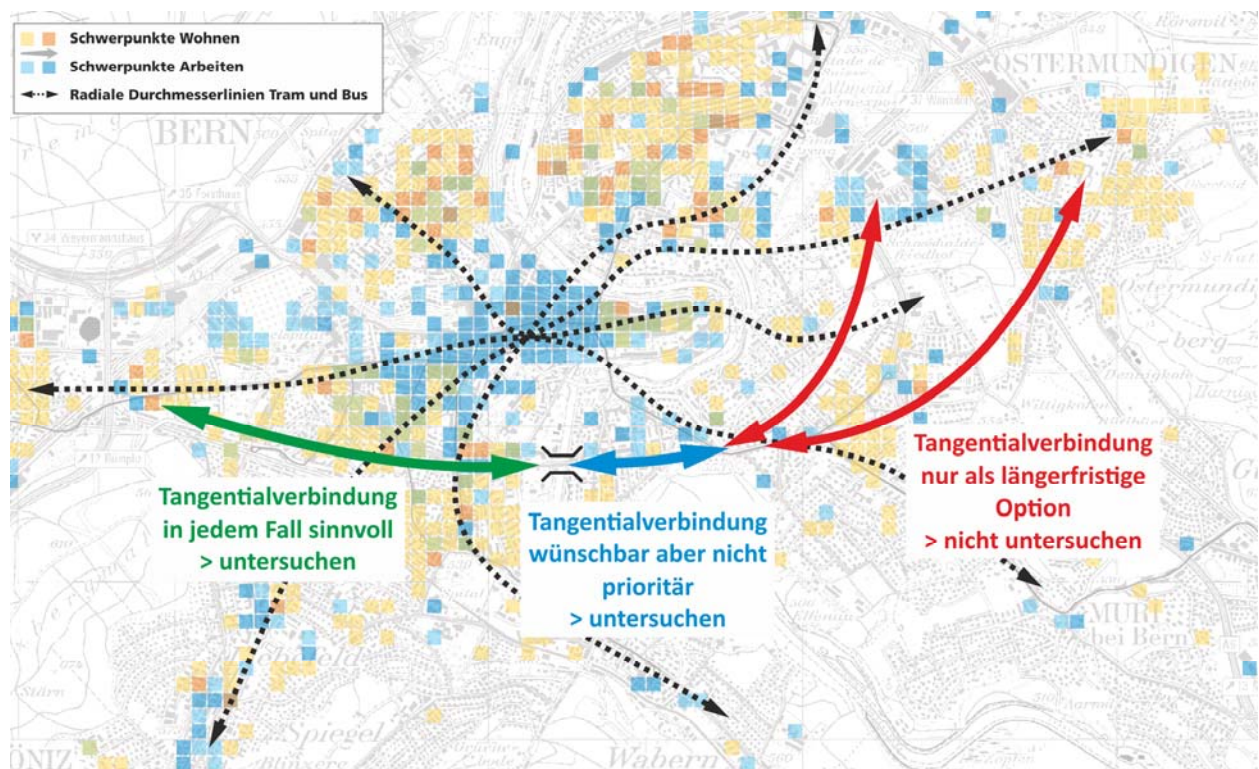 Schwerpunkte Wohnen
Schwerpunkte Arbeiten
Radiale Durchmesserlinien Tram und Bus
BERN
OSTERMUNDIGEN
Tangentialverbindung
in jedem Fall sinnvoll
> untersuchen
Tangentialverbindung
wünschbar aber nicht
prioritär
> untersuchen
Tangentialverbindung
nur als längerfristige
Option
> nicht untersuchen
MURI
bei Bern
Spiegel
Wabern
ÖNIZ